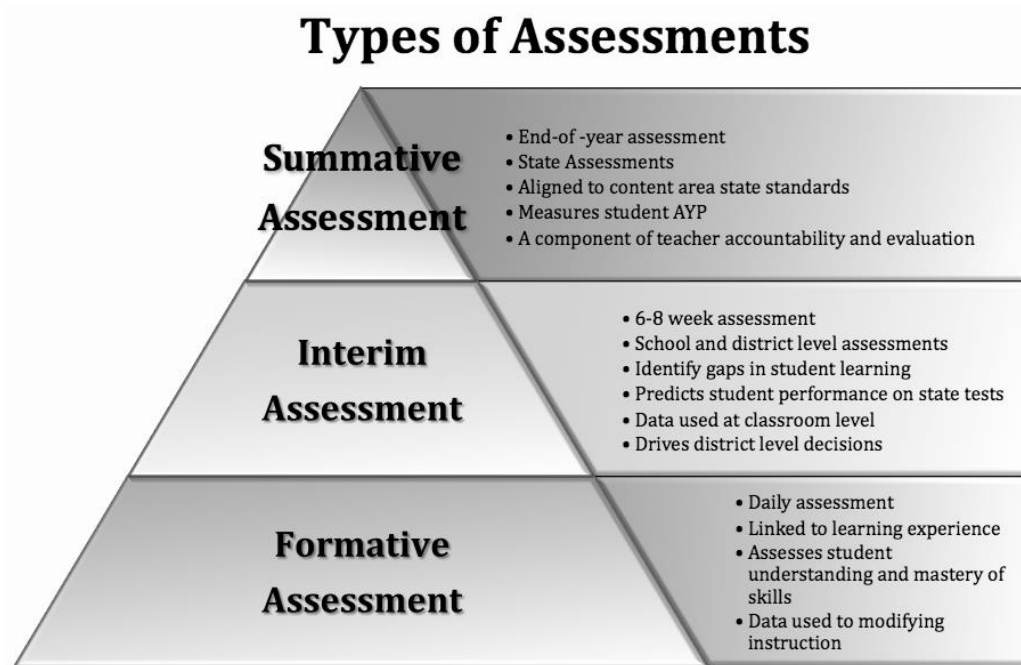 Types of Assessments
Summative
Assessment
• End-of -year assessment
• State Assessments
• Aligned to content area state standards
• Measures student AYP
• A component of teacher accountability and evaluation
Interim
Assessment
• 6-8 week assessment
• School and district level assessments
• Identify gaps in student learning
• Predicts student performance on state tests
• Data used at classroom level
• Drives district level decisions
Formative
Assessment
• Daily assessment
• Linked to learning experience
• Assesses student
understanding and mastery of
skills
• Data used to modifying
instruction